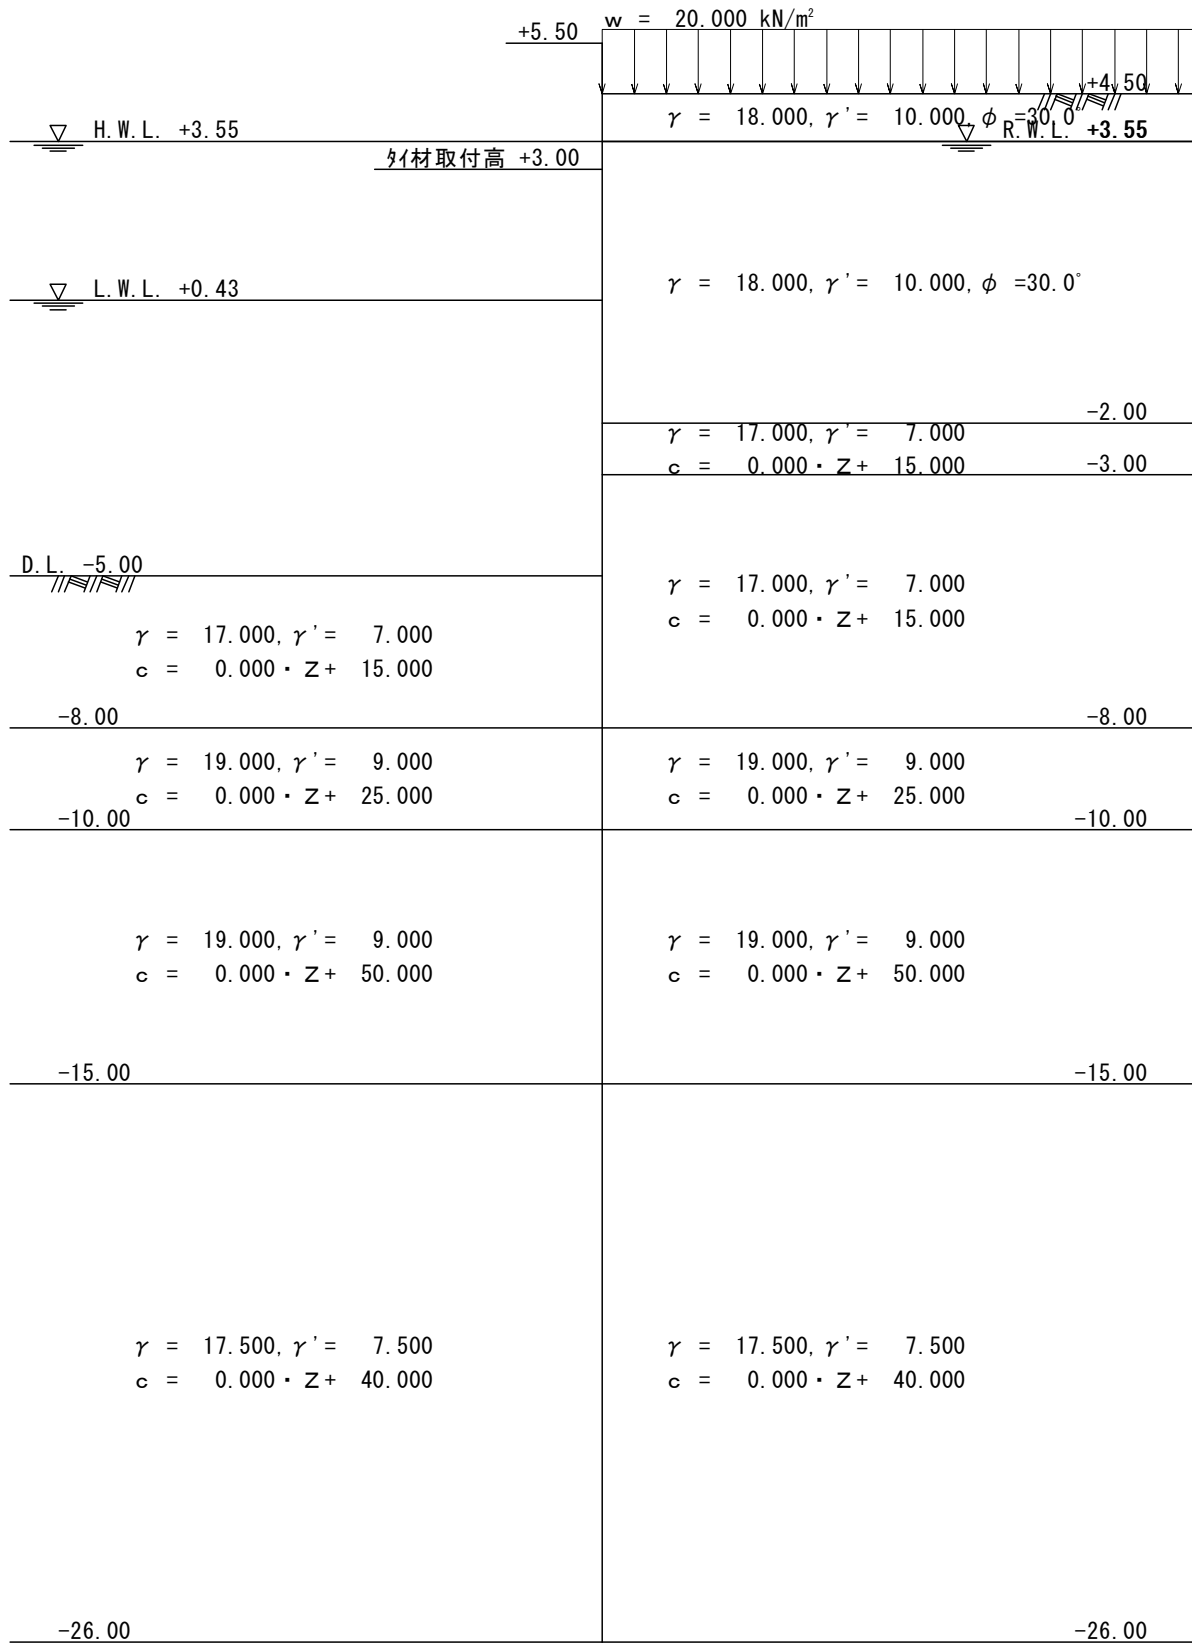 w = 20.000 kN/m²
+5.50
+4.50
γ = 18.000, γ'= 10.000, φ =30.0°
H.W.L. +3.55
R.W.L. +3.55
ﾀｲ材取付高 +3.00
L.W.L. +0.43
γ = 18.000, γ'= 10.000, φ =30.0°
-2.00
γ = 17.000, γ'= 7.000
c = 0.000・Z+ 15.000
-3.00
D.L. -5.00
γ = 17.000, γ'= 7.000
c = 0.000・Z+ 15.000
γ = 17.000, γ'= 7.000
c = 0.000・Z+ 15.000
-8.00
-8.00
γ = 19.000, γ'= 9.000
c = 0.000・Z+ 25.000
γ = 19.000, γ'= 9.000
c = 0.000・Z+ 25.000
-10.00
-10.00
γ = 19.000, γ'= 9.000
c = 0.000・Z+ 50.000
γ = 19.000, γ'= 9.000
c = 0.000・Z+ 50.000
-15.00
-15.00
γ = 17.500, γ'= 7.500
c = 0.000・Z+ 40.000
γ = 17.500, γ'= 7.500
c = 0.000・Z+ 40.000
-26.00
-26.00